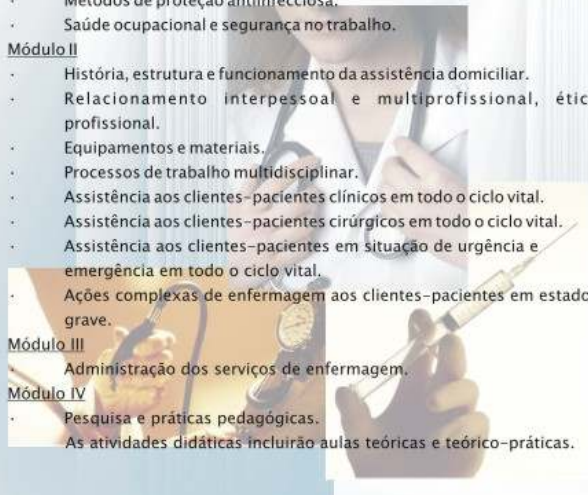 · Métodos de proteção antiinfecciosa.
· Saúde ocupacional e segurança no trabalho.
Módulo II
· História, estrutura e funcionamento da assistência domiciliar.
· Relacionamento interpessoal e multiprofissional, étic
profissional.
· Equipamentos e materiais.
· Processos de trabalho multidisciplinar.
· Assistência aos clientes-pacientes clínicos em todo o ciclo vital.
· Assistência aos clientes-pacientes cirúrgicos em todo o ciclo vital.
· Assistência aos clientes-pacientes em situação de urgência e
emergência em todo o ciclo vital.
· Ações complexas de enfermagem aos clientes-pacientes em estado
grave.
Módulo III
· Administração dos serviços de enfermagem.
Módulo IV
· Pesquisa e práticas pedagógicas.
As atividades didáticas incluirão aulas teóricas e teórico-práticas.